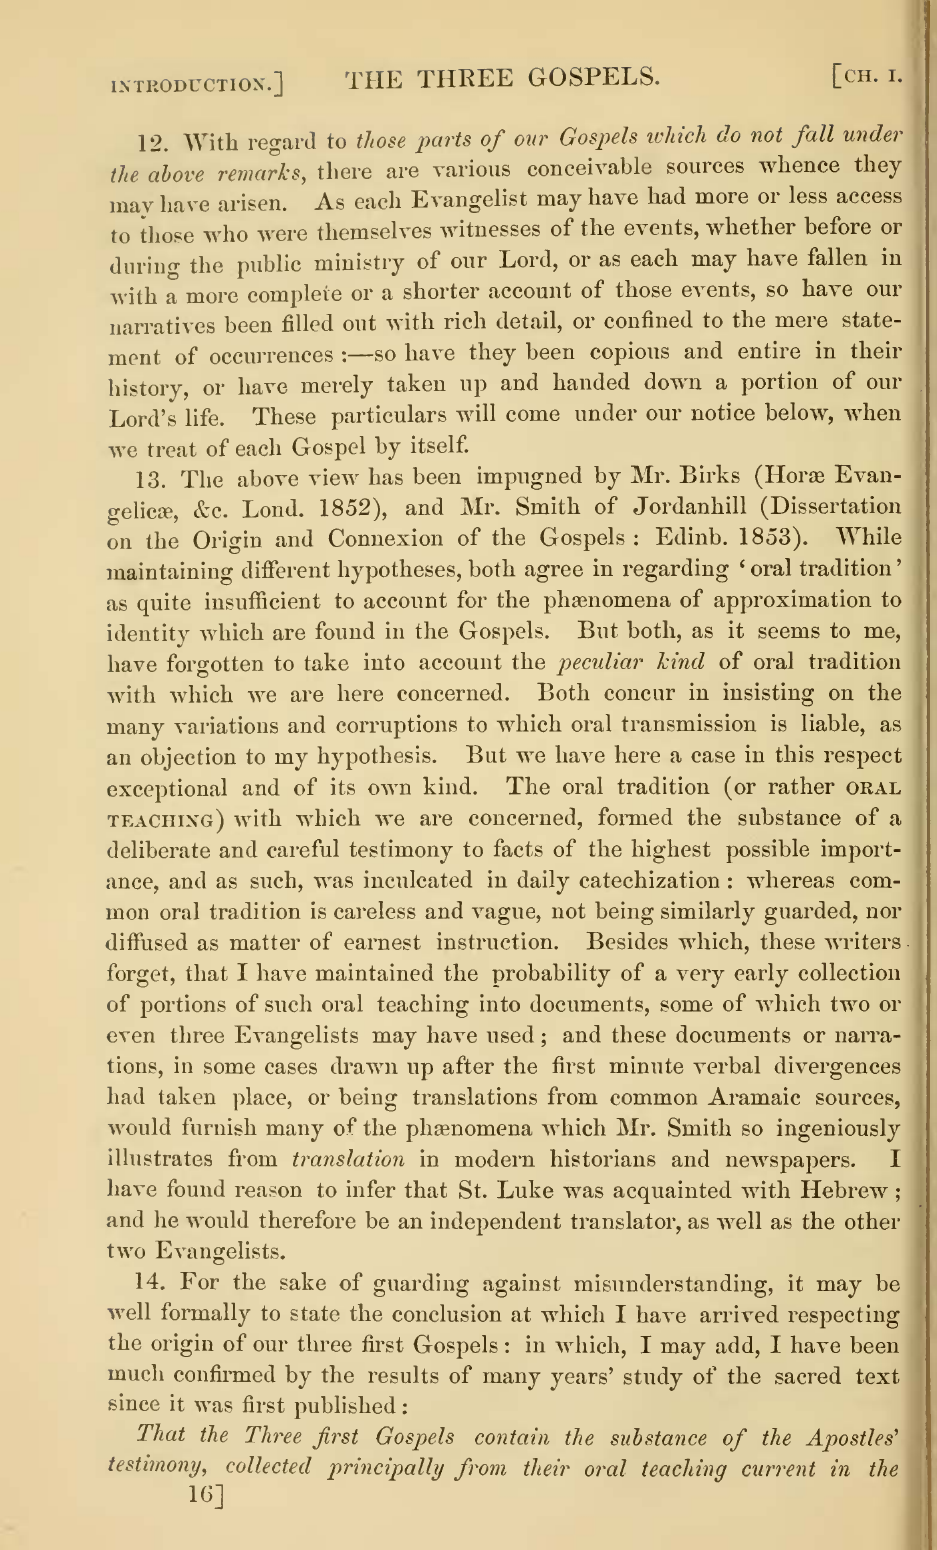 INTRODUCTION.] THE THREE GOSPELS. [CH. I.
12. With regard to those parts of our Gospels which do not fall under
the above remarks, there are various conceivable sources whence they
may have arisen. As each Evangelist may have had more or less access
to those who were themselves witnesses of the events, whether before or
during the public ministry of our Lord, or as each may have fallen in
with a more complete or a shorter account of those events, so have our
narratives been filled out with rich detail, or confined to the mere state-
ment of occurrences :—so have they been copious and entire in their
history, or have merely taken up and handed down a portion of our
Lord's life. These particulars will come under our notice below, when
we treat of each Gospel by itself.
13. The above view has been impugned by Mr. Birks (Horæ Evan-
gelicæ, &c. Lond. 1852), and Mr. Smith of Jordanhill (Dissertation
on the Origin and Connexion of the Gospels : Edinb. 1853). While
maintaining different hypotheses, both agree in regarding ‘oral tradition’
as quite insufficient to account for the phænomena of approximation to
identity which are found in the Gospels. But both, as it seems to me,
have forgotten to take into account the peculiar kind of oral tradition
with which we are here concerned. Both concur in insisting on the
many variations and corruptions to which oral transmission is liable, as
an objection to my hypothesis. But we have here a case in this respect
exceptional and of its own kind. The oral tradition (or rather ORAL
TEACHING) with which we are concerned, formed the substance of a
deliberate and careful testimony to facts of the highest possible import-
ance, and as such, was inculcated in daily catechization : whereas com-
mon oral tradition is careless and vague, not being similarly guarded, nor
diffused as matter of earnest instruction. Besides which, these writers
forget, that I have maintained the probability of a very early collection
of portions of such oral teaching into documents, some of which two or
even three Evangelists may have used ; and these documents or narra-
tions, in some cases drawn up after the first minute verbal divergences
had taken place, or being translations from common Aramaic sources,
would furnish many of the phænomena which Mr. Smith so ingeniously
illustrates from translation in modern historians and newspapers. I
have found reason to infer that St. Luke was acquainted with Hebrew ;
and he would therefore be an independent translator, as well as the other
two Evangelists.
14. For the sake of guarding against misunderstanding, it may be
well formally to state the conclusion at which I have arrived respecting
the origin of our three first Gospels : in which, I may add, I have been
much confirmed by the results of many years' study of the sacred text
since it was first published :
That the Three first Gospels contain the substance of the Apostles'
testimony, collected principally from their oral teaching current in the
16]